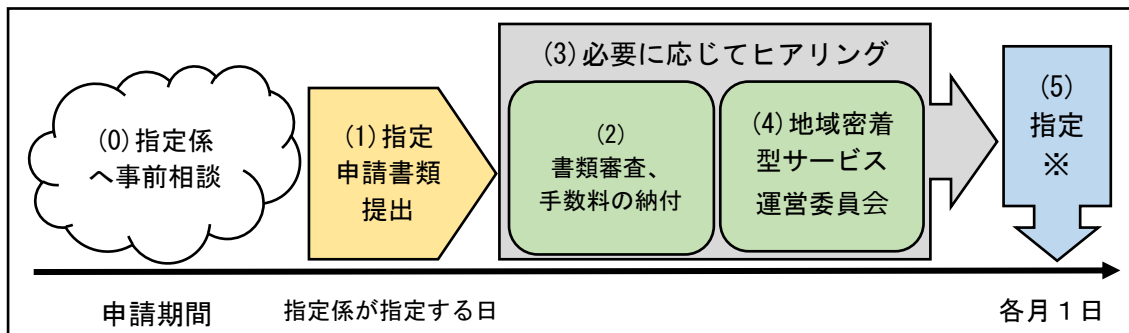 (3)必要に応じてヒアリング
(0)指定係
へ事前相談
(1)指定
申請書類
提出
(2)
書類審査、
手数料の納付
(4)地域密着
型サービス
運営委員会
(5)
指定
※
申請期間
指定係が指定する日
各月１日